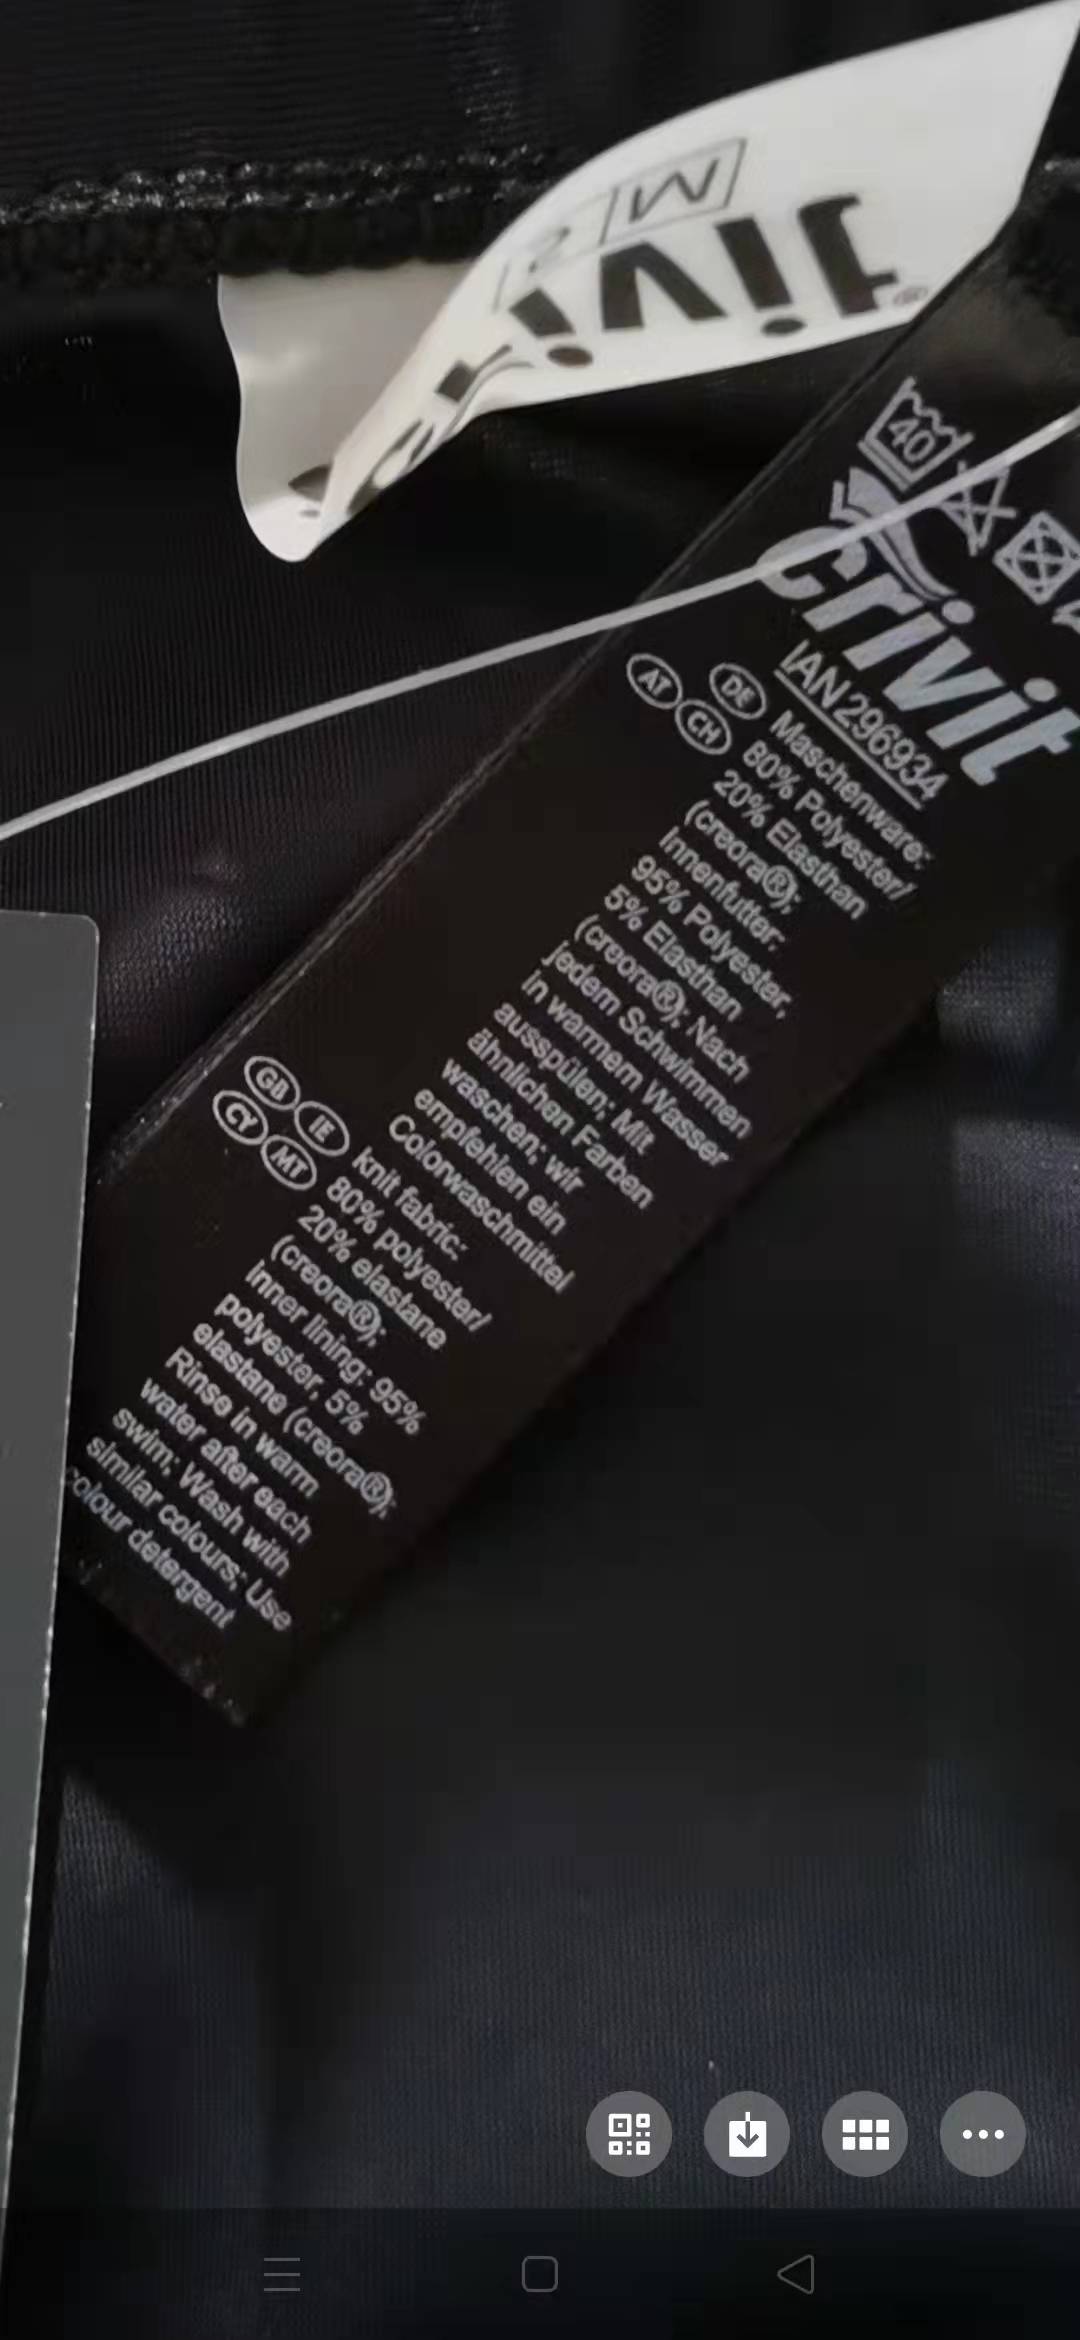 M
40
crivit
IAN 296934
DE
AT
CH
Maschenware:
80% Polyester/
20% Elasthan
(creora®);
Innenfutter:
95% Polyester,
5% Elasthan
(creora®); Nach
jedem Schwimmen
in warmem Wasser
ausspülen; Mit
ähnlichen Farben
waschen; wir
empfehlen ein
Colorwaschmittel
GB
IE
CY
MT
knit fabric:
80% polyester/
20% elastane
(creora®);
inner lining: 95%
polyester, 5%
elastane (creora®);
Rinse in warm
water after each
swim; Wash with
similar colours; Use
colour detergent